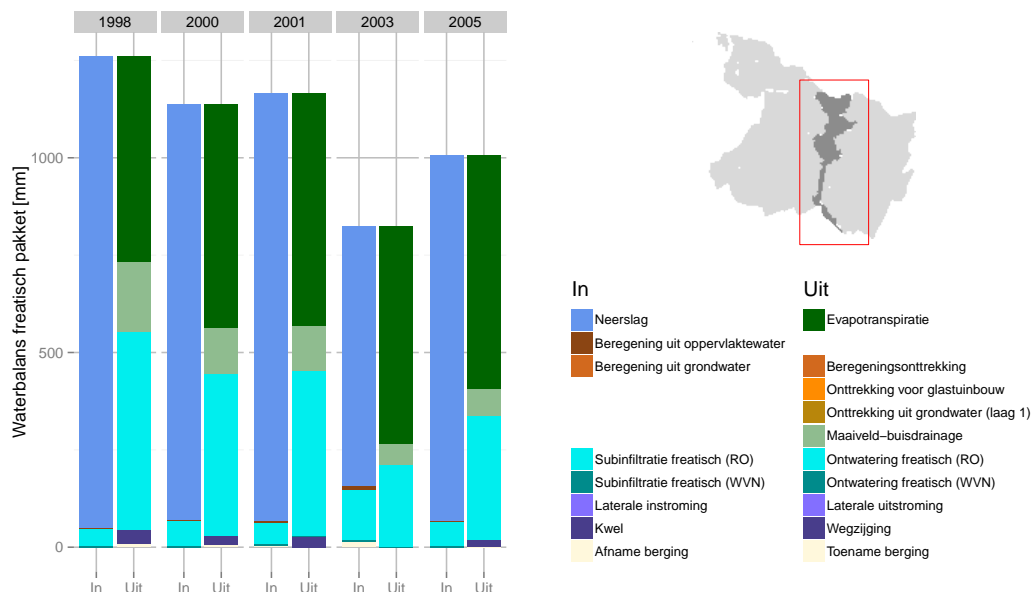 1998 2000 2001 2003 2005
Waterbalans freatisch pakket [mm]
1000
500
0
In Uit In Uit In Uit In Uit In Uit
In Uit
Neerslag Evapotranspiratie
Beregening uit oppervlaktewater
Beregening uit grondwater Beregeningsonttrekking
Onttrekking voor glastuinbouw
Onttrekking uit grondwater (laag 1)
Maaiveld-buisdrainage
Subinfiltratie freatisch (RO) Ontwatering freatisch (RO)
Subinfiltratie freatisch (WVN) Ontwatering freatisch (WVN)
Laterale instroming Laterale uitstroming
Kwel Wegzijging
Afname berging Toename berging